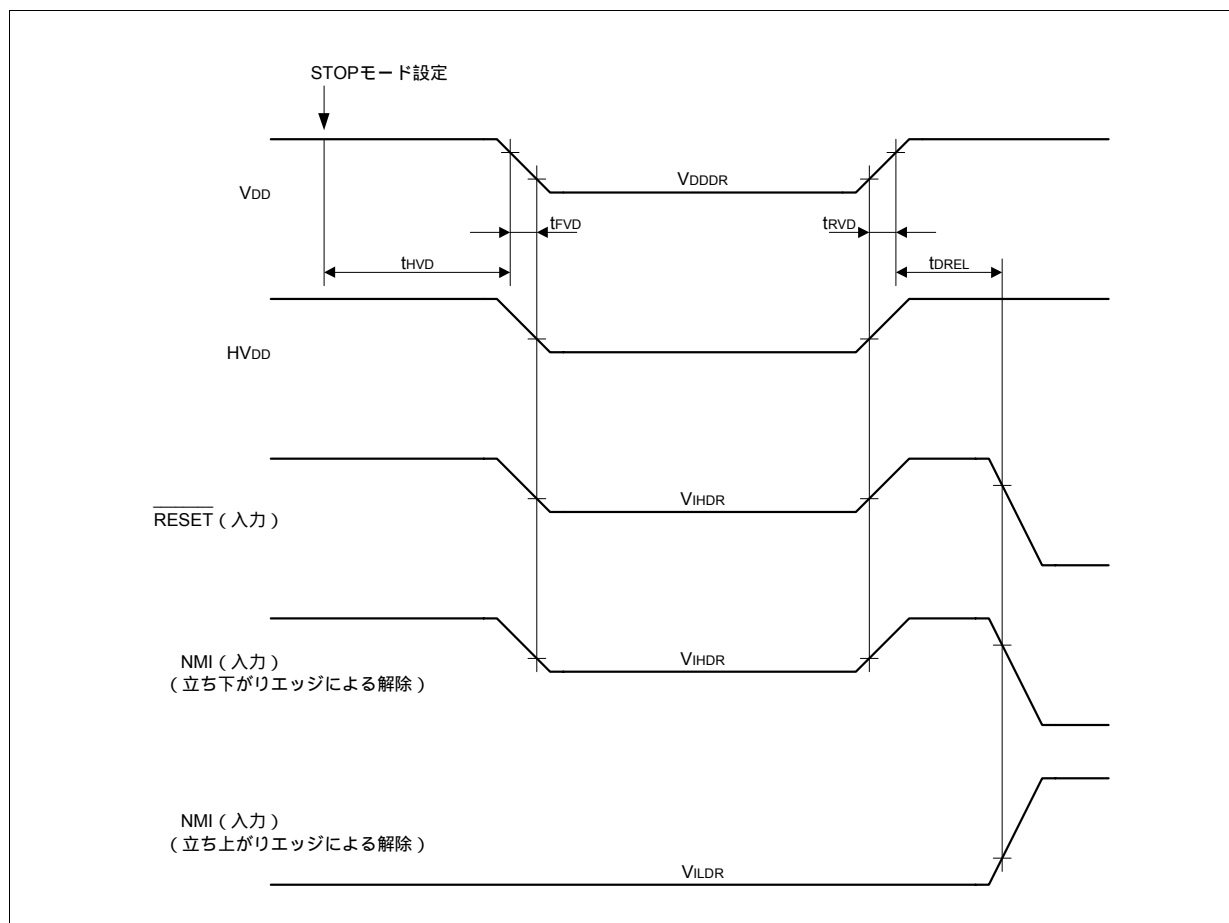 STOPモード設定
VDD
VDDDR
tFVD
tRVD
tHVD
tDREL
HVDD
RESET（入力）
VIHDR
NMI（入力）
（立ち下がりエッジによる解除）
VIHDR
NMI（入力）
（立ち上がりエッジによる解除）
VILDR